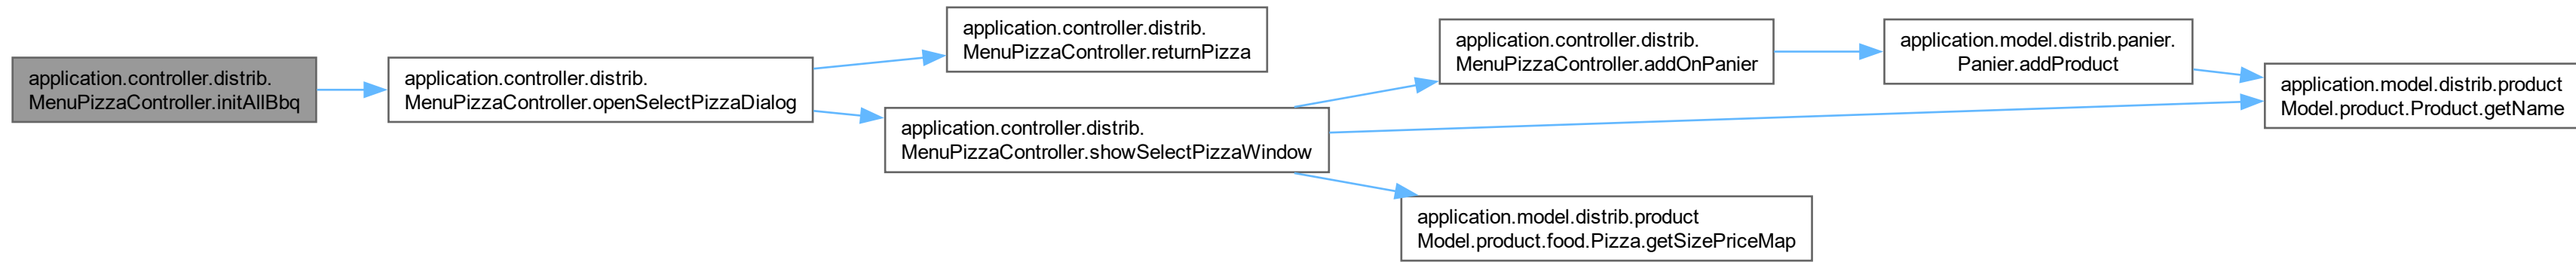 application.controller.distrib.
MenuPizzaController.initAllBbq
application.controller.distrib.
MenuPizzaController.openSelectPizzaDialog
application.controller.distrib.
MenuPizzaController.returnPizza
application.controller.distrib.
MenuPizzaController.showSelectPizzaWindow
application.controller.distrib.
MenuPizzaController.addOnPanier
application.model.distrib.panier.
Panier.addProduct
application.model.distrib.product
Model.product.Product.getName
application.model.distrib.product
Model.product.food.Pizza.getSizePriceMap